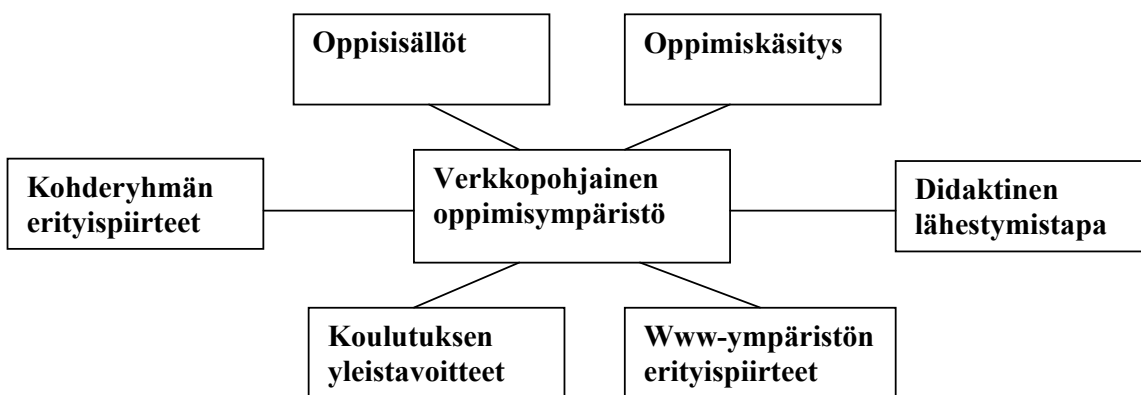 Oppisisällöt
Oppimiskäsitys
Kohderyhmän
erityispiirteet
Verkkopohjainen
oppimisympäristö
Didaktinen
lähestymistapa
Koulutuksen
yleistavoitteet
Www-ympäristön
erityispiirteet